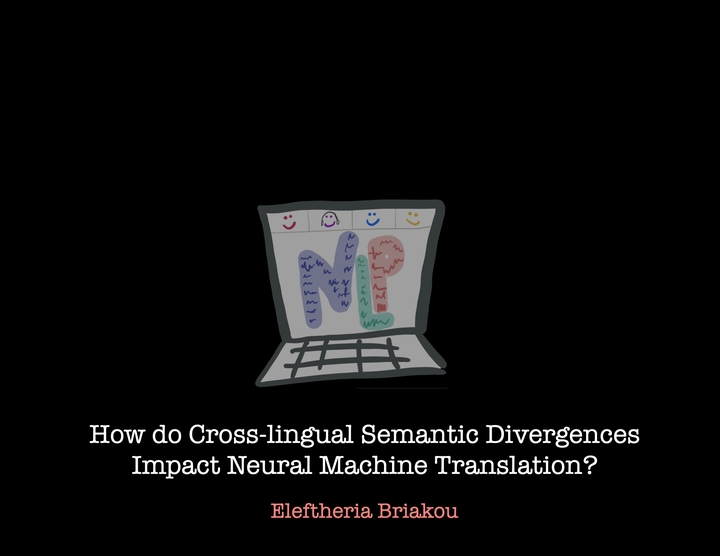 NLP
How do Cross-lingual Semantic Divergences
Impact Neural Machine Translation?
Eleftheria Briakou